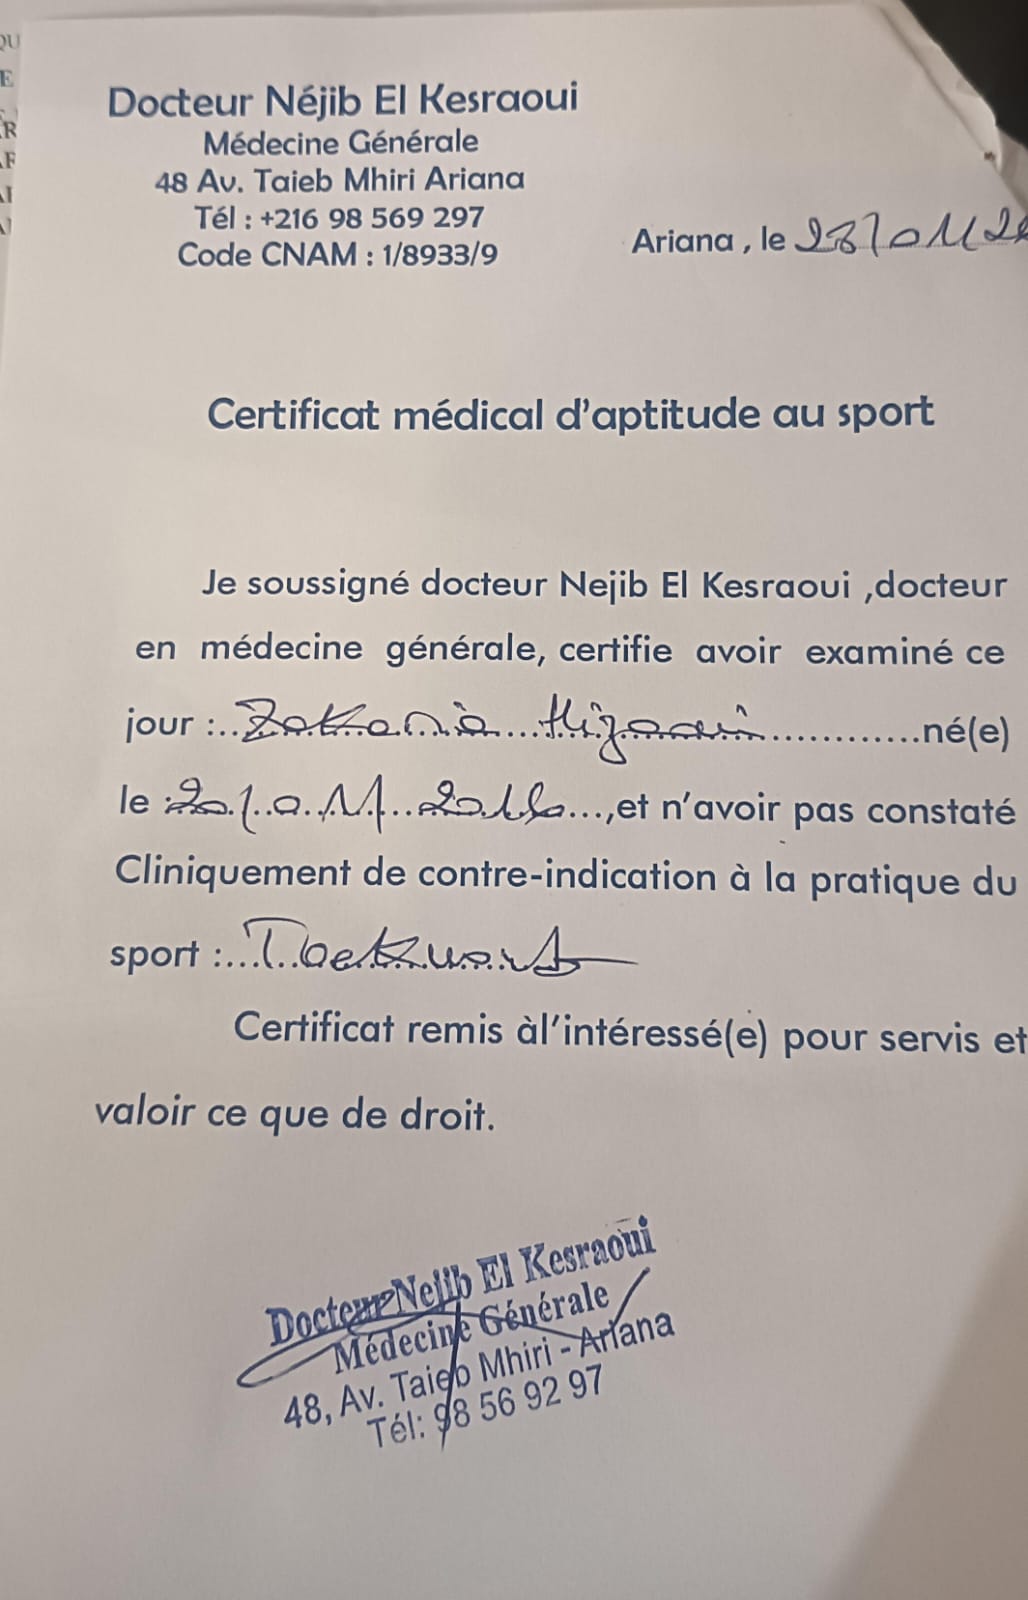 Docteur Néjib El Kesraoui
Médecine Générale
48 Av. Taieb Mhiri Ariana
Tél : +216 98 569 297
Code CNAM : 1/8933/9
Ariana , le
Certificat médical d'aptitude au sport
Je soussigné docteur Nejib El Kesraoui ,docteur
en médecine générale, certifie avoir examiné ce
jour :..Zakaria..............né(e)
le :...,et n'avoir pas constaté
Cliniquement de contre-indication à la pratique du
sport :...
Certificat remis àl'intéressé(e) pour servis et
valoir ce que de droit.
Docteur Nejib El Kesraoui
Médecine Générale
48, Av. Taieb Mhiri - Ariana
Tél: 98 56 92 97